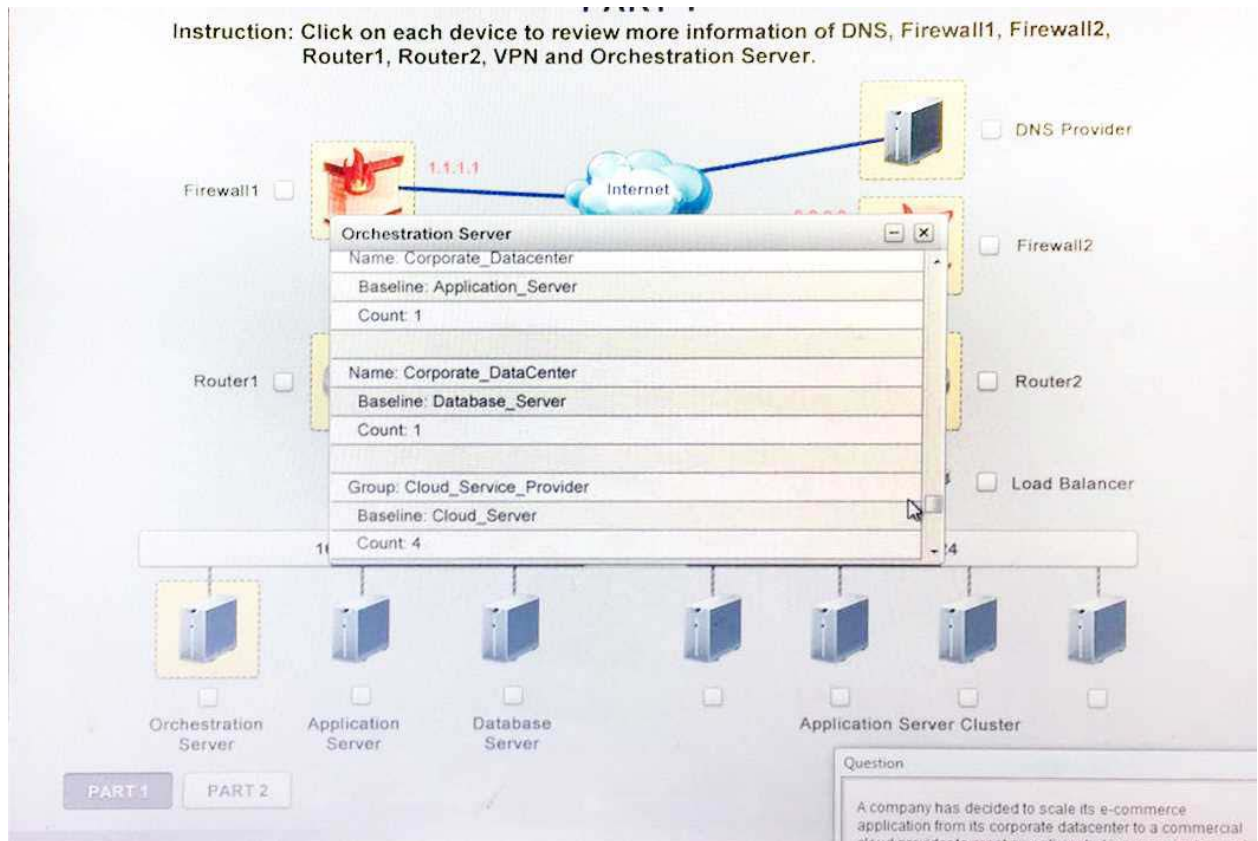 Instruction: Click on each device to review more information of DNS, Firewall1, Firewall2,
Router1, Router2, VPN and Orchestration Server.
DNS Provider
1.1.1.1
Firewall1
Internet
Orchestration Server
Firewall2
Name: Corporate_Datacenter
Baseline: Application_Server
Count: 1
Name: Corporate_DataCenter
Router1
Router2
Baseline: Database_Server
Count: 1
Group: Cloud_Service_Provider
Load Balancer
Baseline: Cloud_Server
Count: 4
Orchestration
Server
Application
Server
Database
Server
Application Server Cluster
Question
PART 1
PART 2
A company has decided to scale its e-commerce
application from its corporate datacenter to a commercial